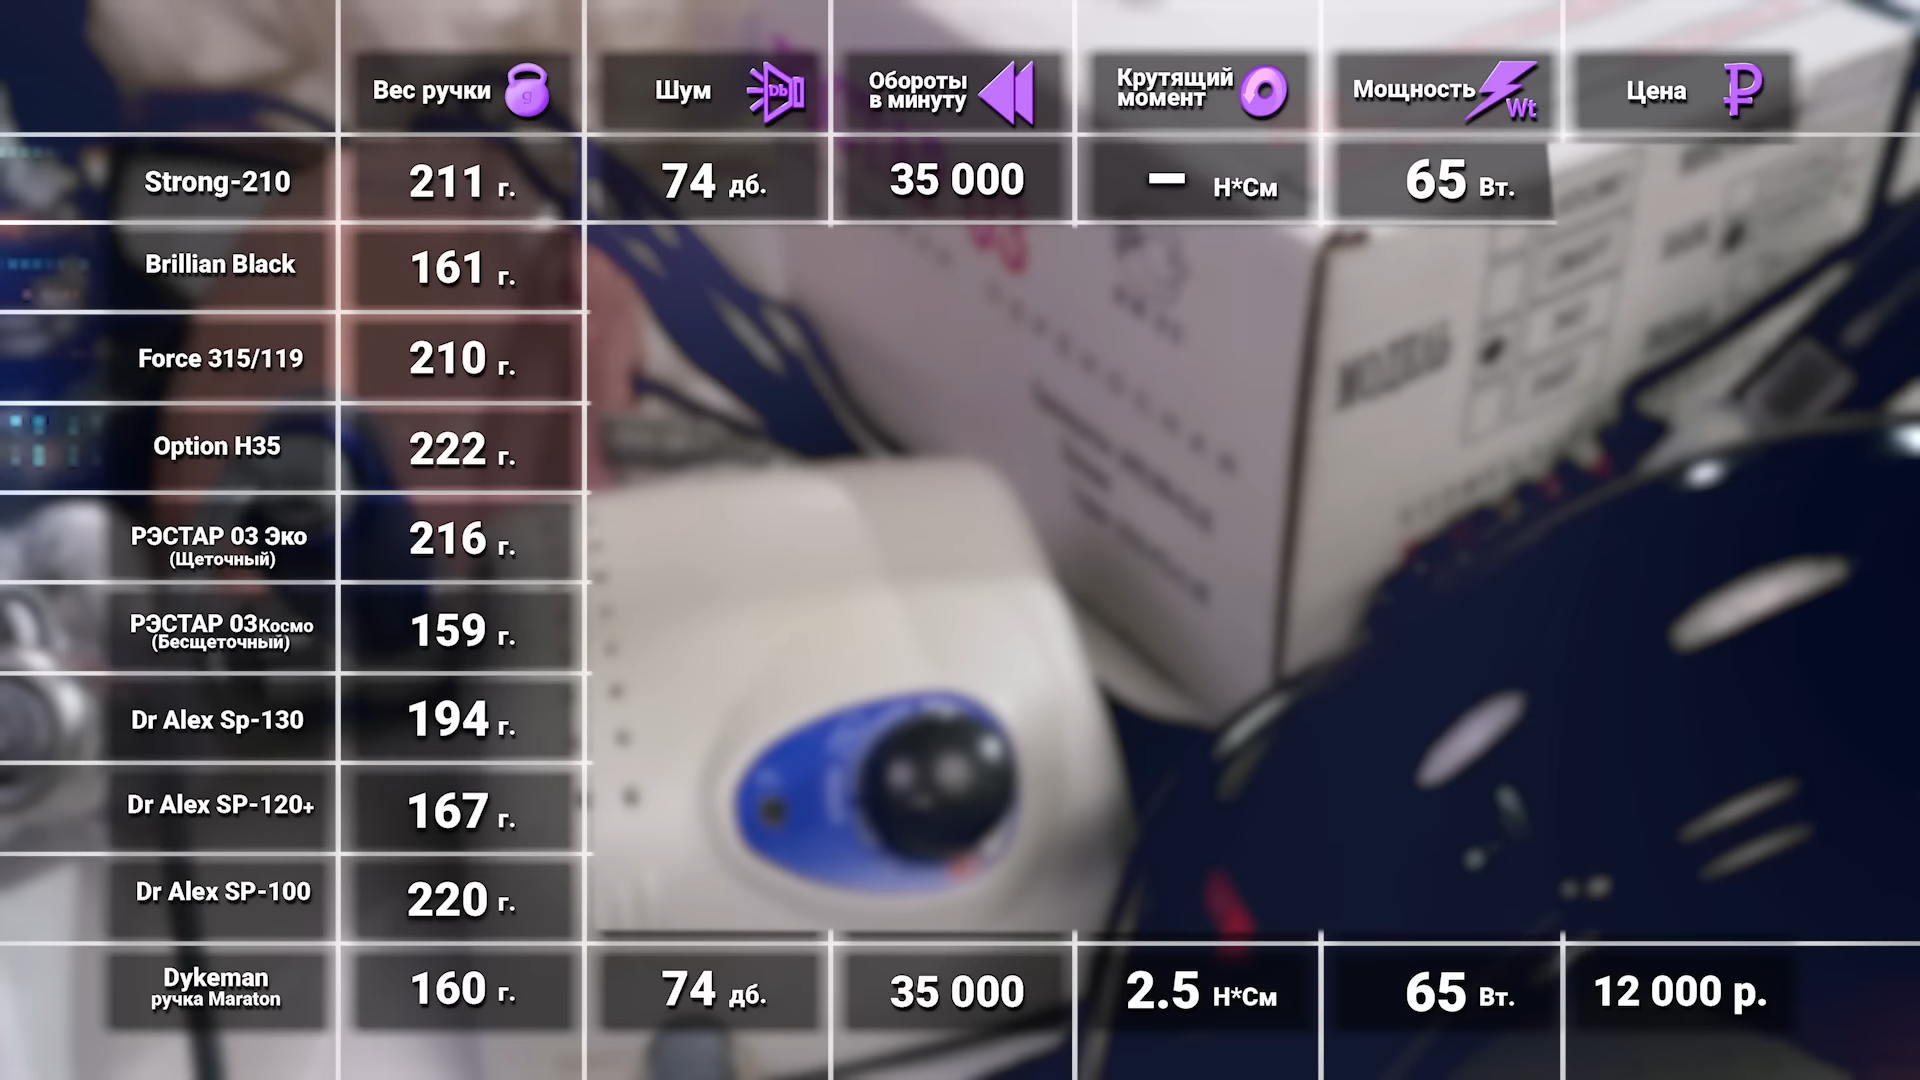 Вес ручки g
Шум Db
Обороты
в минуту
Крутящий
момент
Мощность Wt
Цена ₽
Strong-210 211 г. 74 дб. 35 000 – Н*См 65 Вт.
Brillian Black 161 г.
Force 315/119 210 г.
Option H35 222 г.
РЭСТАР 03 Эко
(Щеточный)
216 г.
РЭСТАР 03Космо
(Бесщеточный)
159 г.
Dr Alex Sp-130 194 г.
Dr Alex SP-120+ 167 г.
Dr Alex SP-100 220 г.
Dykeman
ручка Maraton
160 г. 74 дб. 35 000 2.5 Н*См 65 Вт. 12 000 р.